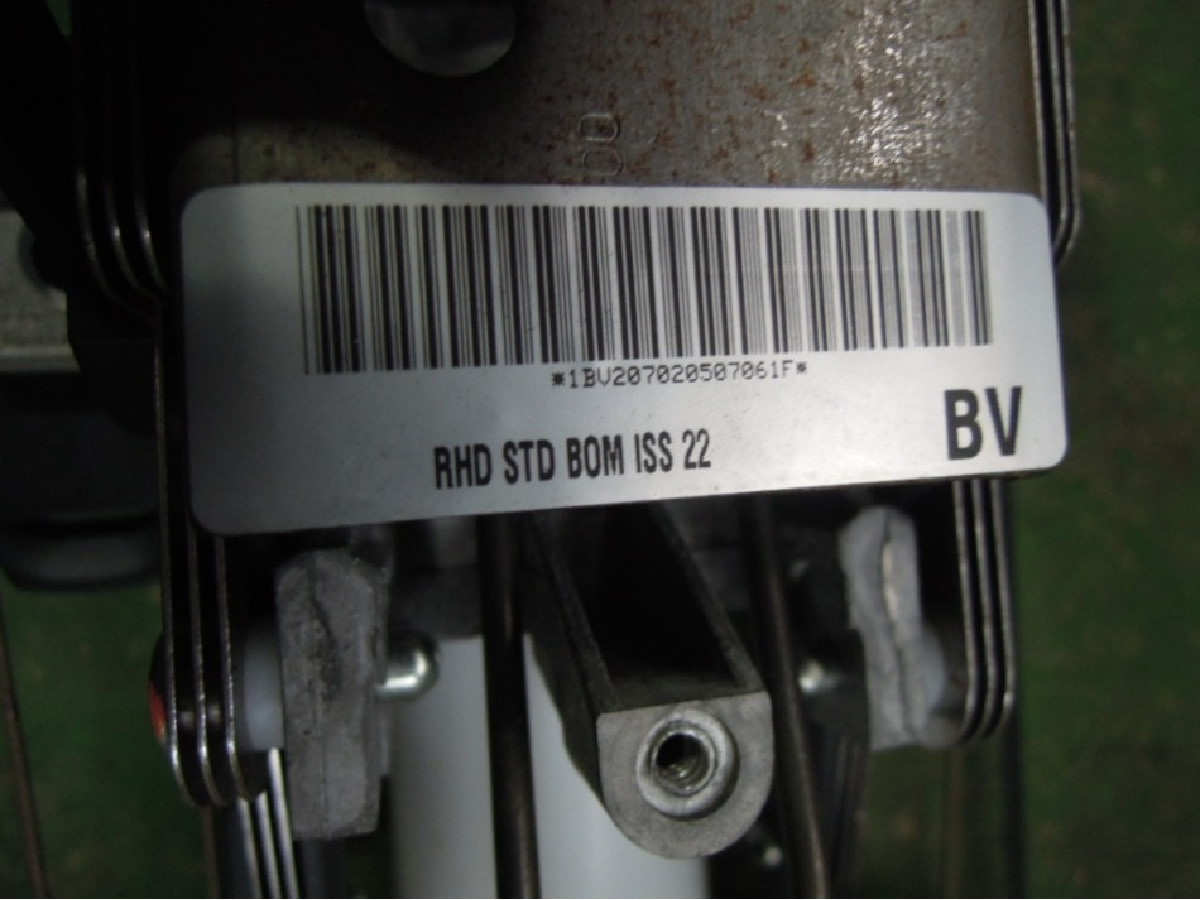 *1BV207020507061F*
BV
RHD STD BOM ISS 22